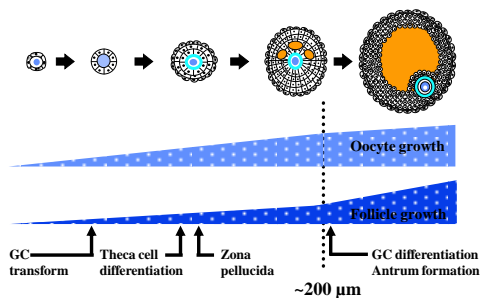 Oocyte growth
Follicle growth
GC
transform
Theca cell
differentiation
Zona
pellucida
GC differentiation
Antrum formation
~200 µm